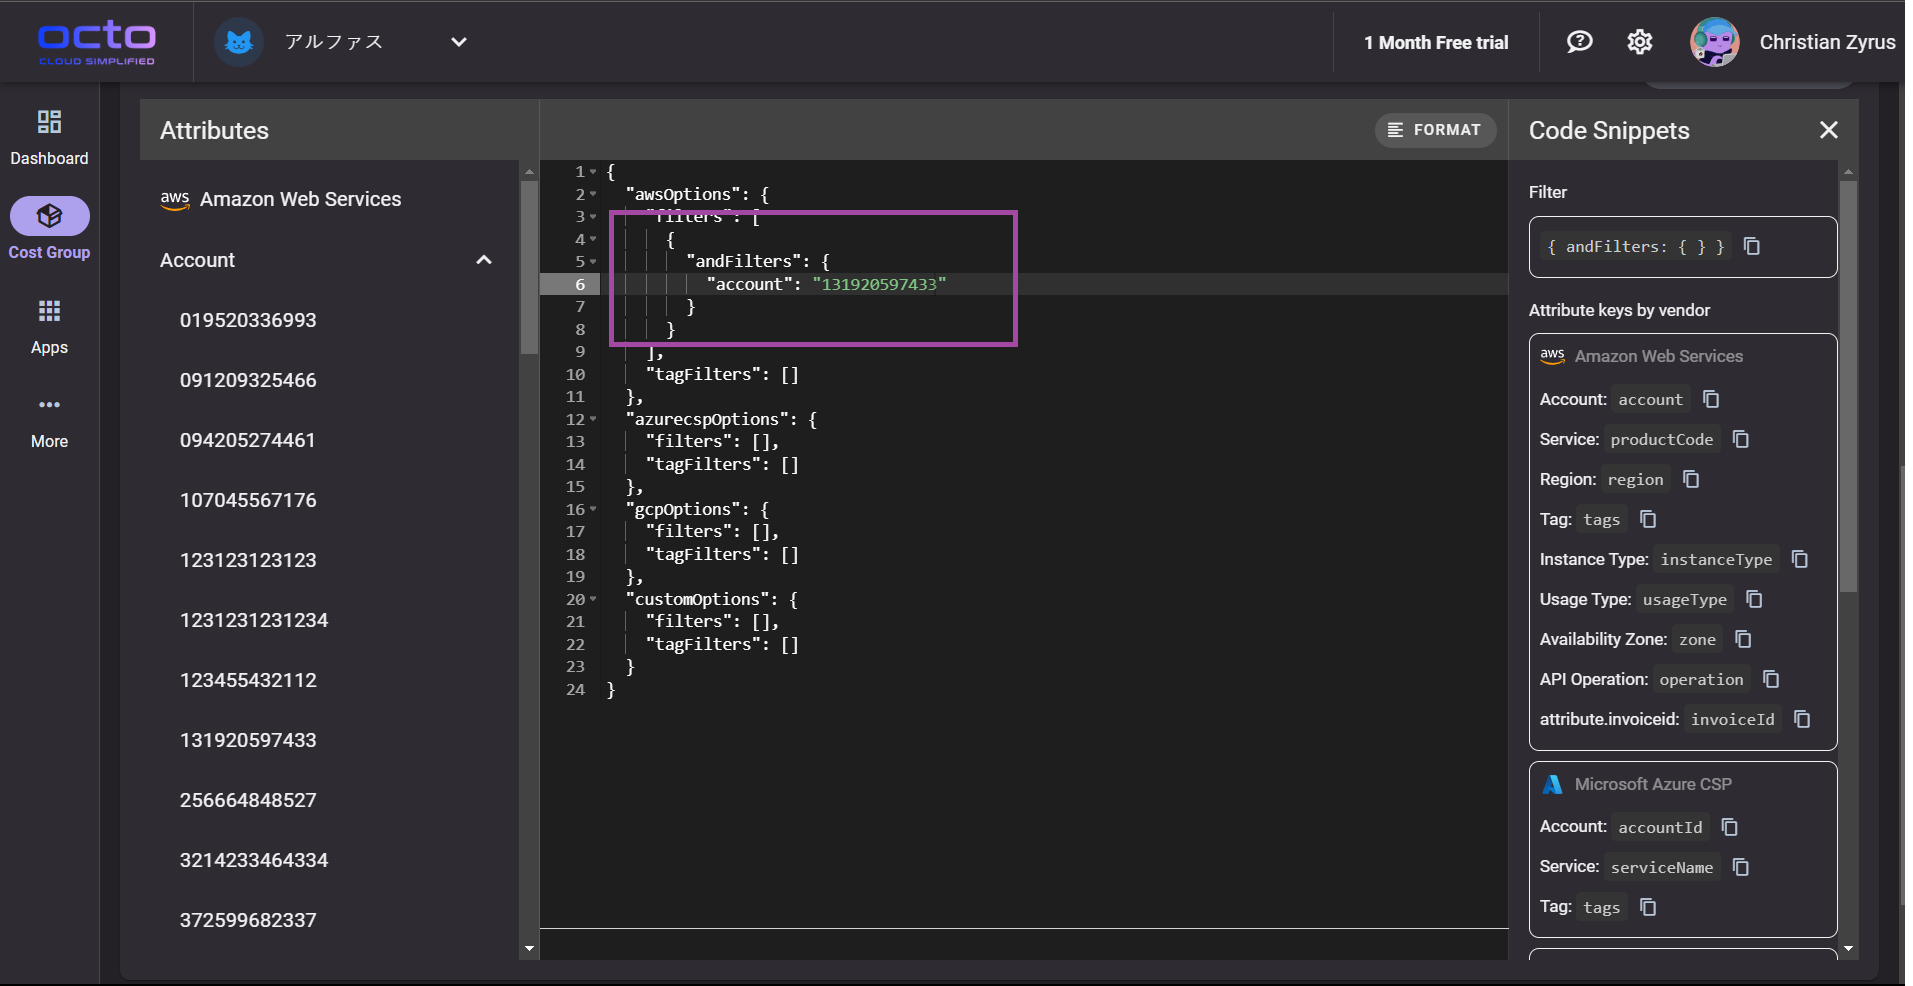 octo
CLOUD SIMPLIFIED
アルファス
1 Month Free trial
Christian Zyrus
Dashboard
Cost Group
Apps
More
Attributes
aws Amazon Web Services
Account
019520336993
091209325466
094205274461
107045567176
123123123123
1231231231234
123455432112
131920597433
256664848527
3214233464334
372599682337
FORMAT
1 {
2 "awsOptions": {
3 "filters": [
4 {
5 "andFilters": {
6 "account": "131920597433"
7 }
8 }
9 ],
10 "tagFilters": []
11 },
12 "azurecspOptions": {
13 "filters": [],
14 "tagFilters": []
15 },
16 "gcpOptions": {
17 "filters": [],
18 "tagFilters": []
19 },
20 "customOptions": {
21 "filters": [],
22 "tagFilters": []
23 }
24 }
Code Snippets
Filter
{ andFilters: { } }
Attribute keys by vendor
aws Amazon Web Services
Account: account
Service: productCode
Region: region
Tag: tags
Instance Type: instanceType
Usage Type: usageType
Availability Zone: zone
API Operation: operation
attribute.invoiceid: invoiceId
Microsoft Azure CSP
Account: accountId
Service: serviceName
Tag: tags